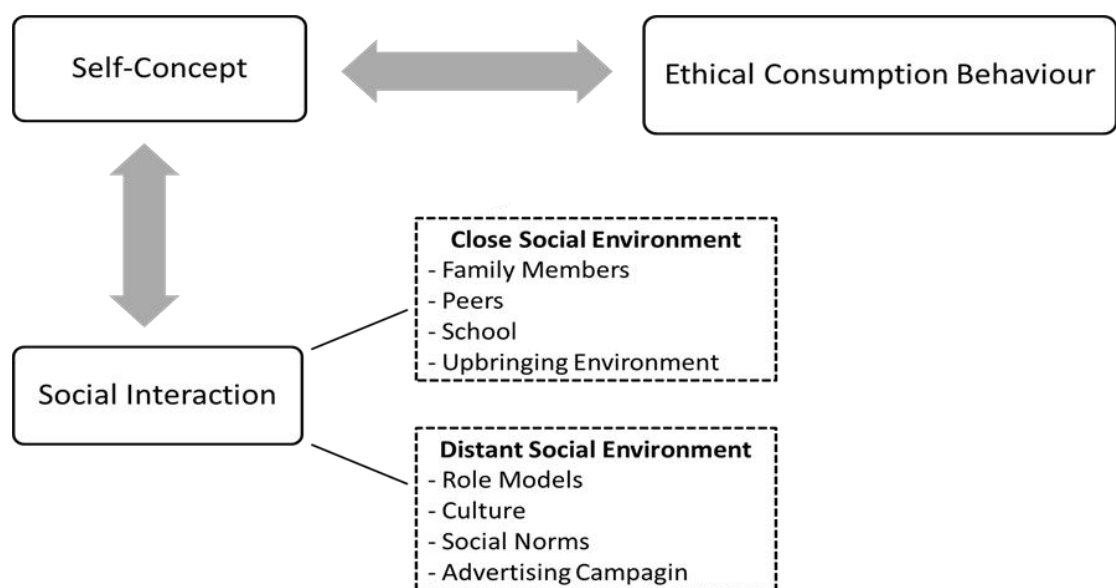 Self-Concept
Ethical Consumption Behaviour
Close Social Environment
- Family Members
- Peers
- School
- Upbringing Environment
Social Interaction
Distant Social Environment
- Role Models
- Culture
- Social Norms
- Advertising Campagin